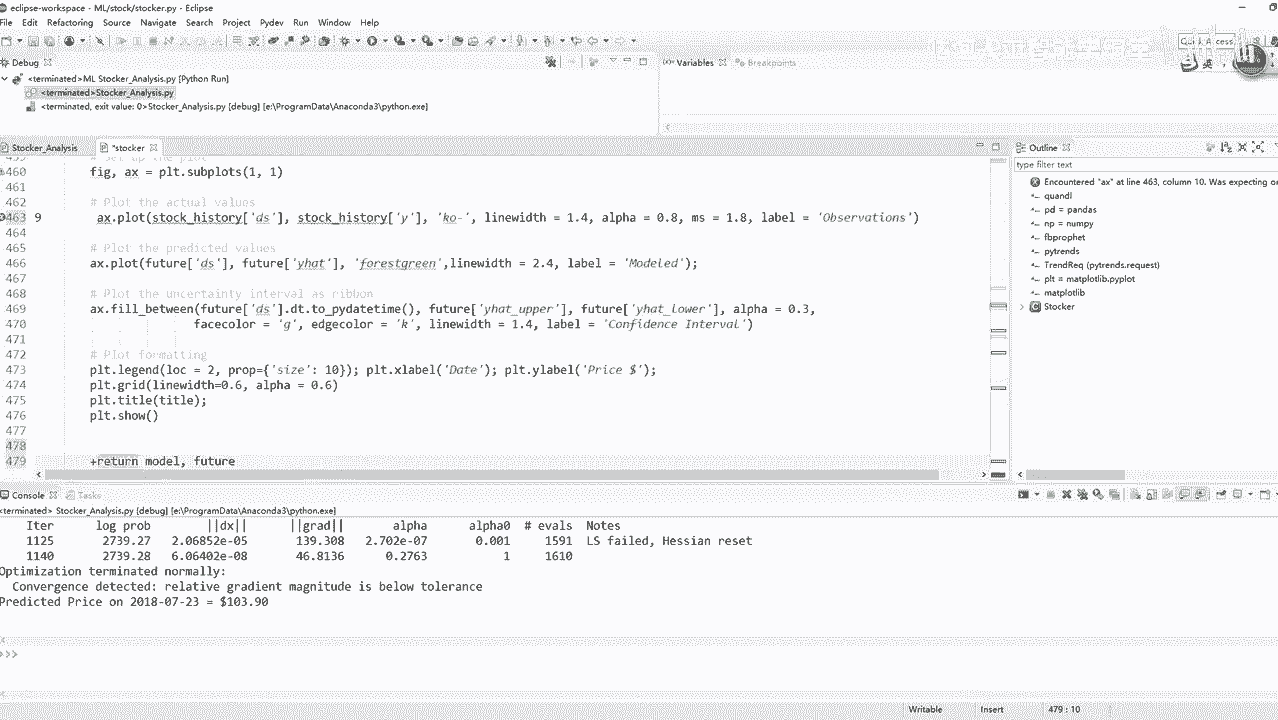 eclipse-workspace - ML/stock/stocker.py - Eclipse
File Edit Refactoring Source Navigate Search Project Pydev Run Window Help
Debug
<terminated>ML Stocker_Analysis.py [Python Run]
<terminated>Stocker_Analysis.py
<terminated, exit value: 0>Stocker_Analysis.py [debug] [e:\ProgramData\Anaconda3\python.exe]
Variables Breakpoints
Stocker_Analysis *stocker
# Set up the plot
460 fig, ax = plt.subplots(1, 1)
461
462 # Plot the actual values
463 9 ax.plot(stock_history['ds'], stock_history['y'], 'ko-', linewidth = 1.4, alpha = 0.8, ms = 1.8, label = 'Observations')
464
465 # Plot the predicted values
466 ax.plot(future['ds'], future['yhat'], 'forestgreen',linewidth = 2.4, label = 'Modeled');
467
468 # Plot the uncertainty interval as ribbon
469 ax.fill_between(future['ds'].dt.to_pydatetime(), future['yhat_upper'], future['yhat_lower'], alpha = 0.3,
470 facecolor = 'g', edgecolor = 'k', linewidth = 1.4, label = 'Confidence Interval')
471
472 # Plot formatting
473 plt.legend(loc = 2, prop={'size': 10}); plt.xlabel('Date'); plt.ylabel('Price $');
474 plt.grid(linewidth=0.6, alpha = 0.6)
475 plt.title(title);
476 plt.show()
477
478
479 +return model, future
Outline
type filter text
Encountered "ax" at line 463, column 10. Was expecting or
quandl
pd = pandas
np = numpy
fbprophet
pytrends
TrendReq (pytrends.request)
plt = matplotlib.pyplot
matplotlib
Stocker
Console Tasks
<terminated> Stocker_Analysis.py [debug] [e:\ProgramData\Anaconda3\python.exe]
Iter log prob ||dx|| ||grad|| alpha alpha0 # evals Notes
1125 2739.27 2.06852e-05 139.308 2.702e-07 0.001 1591 LS failed, Hessian reset
1140 2739.28 6.06402e-08 46.8136 0.2763 1 1610
Optimization terminated normally:
Convergence detected: relative gradient magnitude is below tolerance
Predicted Price on 2018-07-23 = $103.90
>>>
Writable Insert 479 : 10